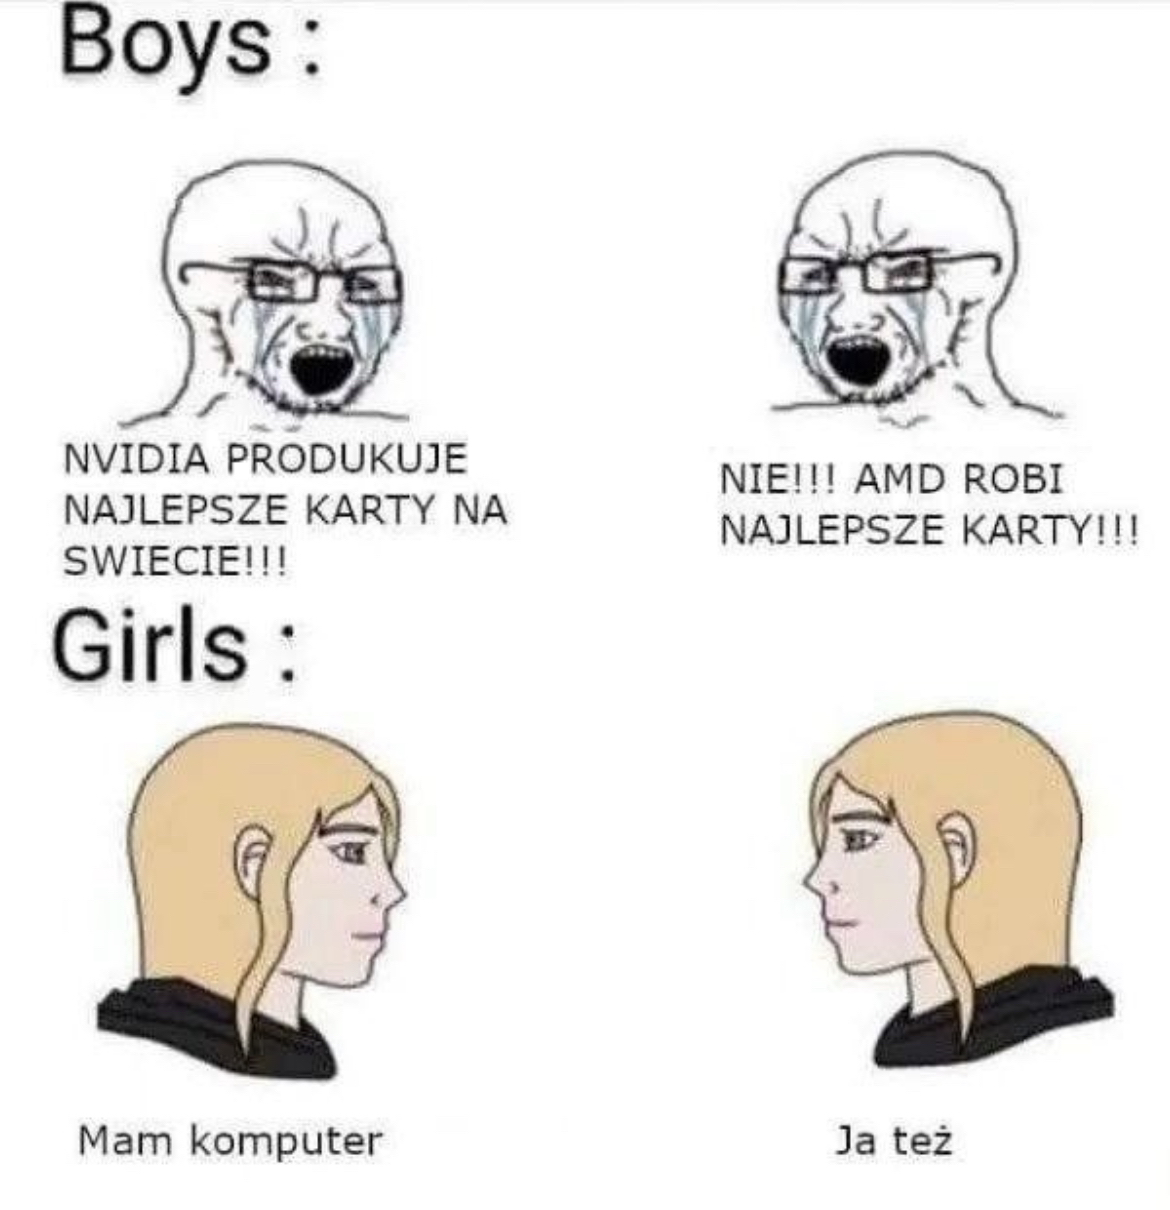 Boys :
NVIDIA PRODUKUJE
NAJLEPSZE KARTY NA
SWIECIE!!!
NIE!!! AMD ROBI
NAJLEPSZE KARTY!!!
Girls :
Mam komputer
Ja też